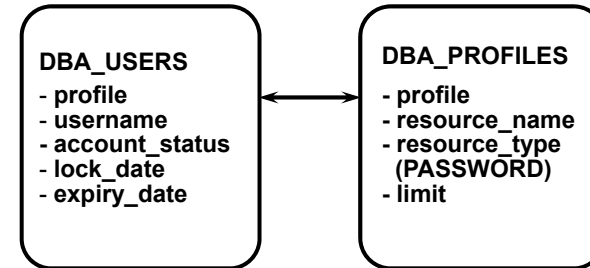 DBA_USERS
- profile
- username
- account_status
- lock_date
- expiry_date
DBA_PROFILES
- profile
- resource_name
- resource_type
(PASSWORD)
- limit